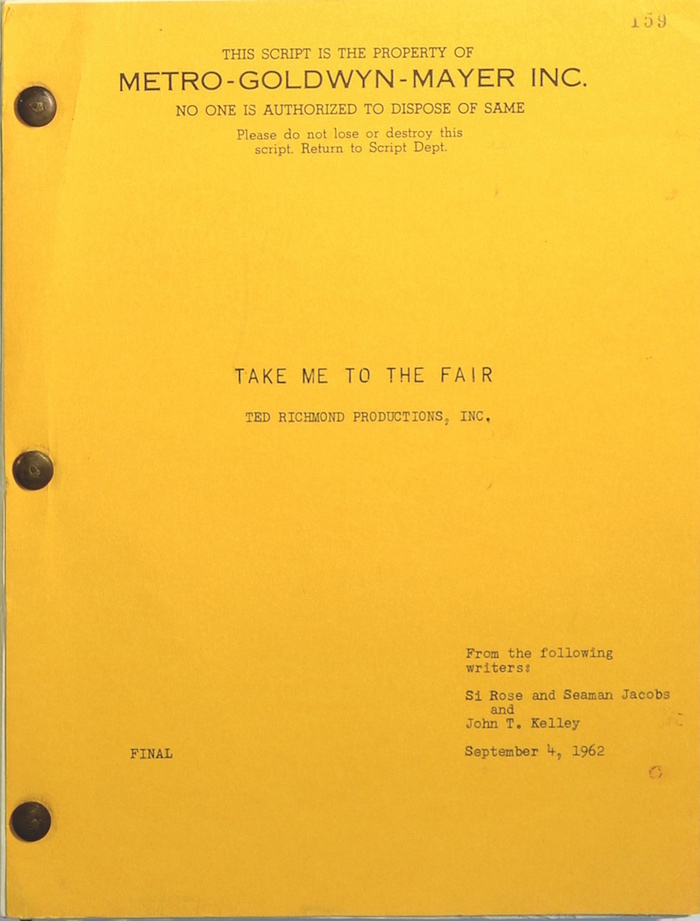 159
THIS SCRIPT IS THE PROPERTY OF
METRO-GOLDWYN-MAYER INC.
NO ONE IS AUTHORIZED TO DISPOSE OF SAME
Please do not lose or destroy this
script. Return to Script Dept.
TAKE ME TO THE FAIR
TED RICHMOND PRODUCTIONS, INC.
From the following
writers:
Si Rose and Seaman Jacobs
and
John T. Kelley
FINAL
September 4, 1962